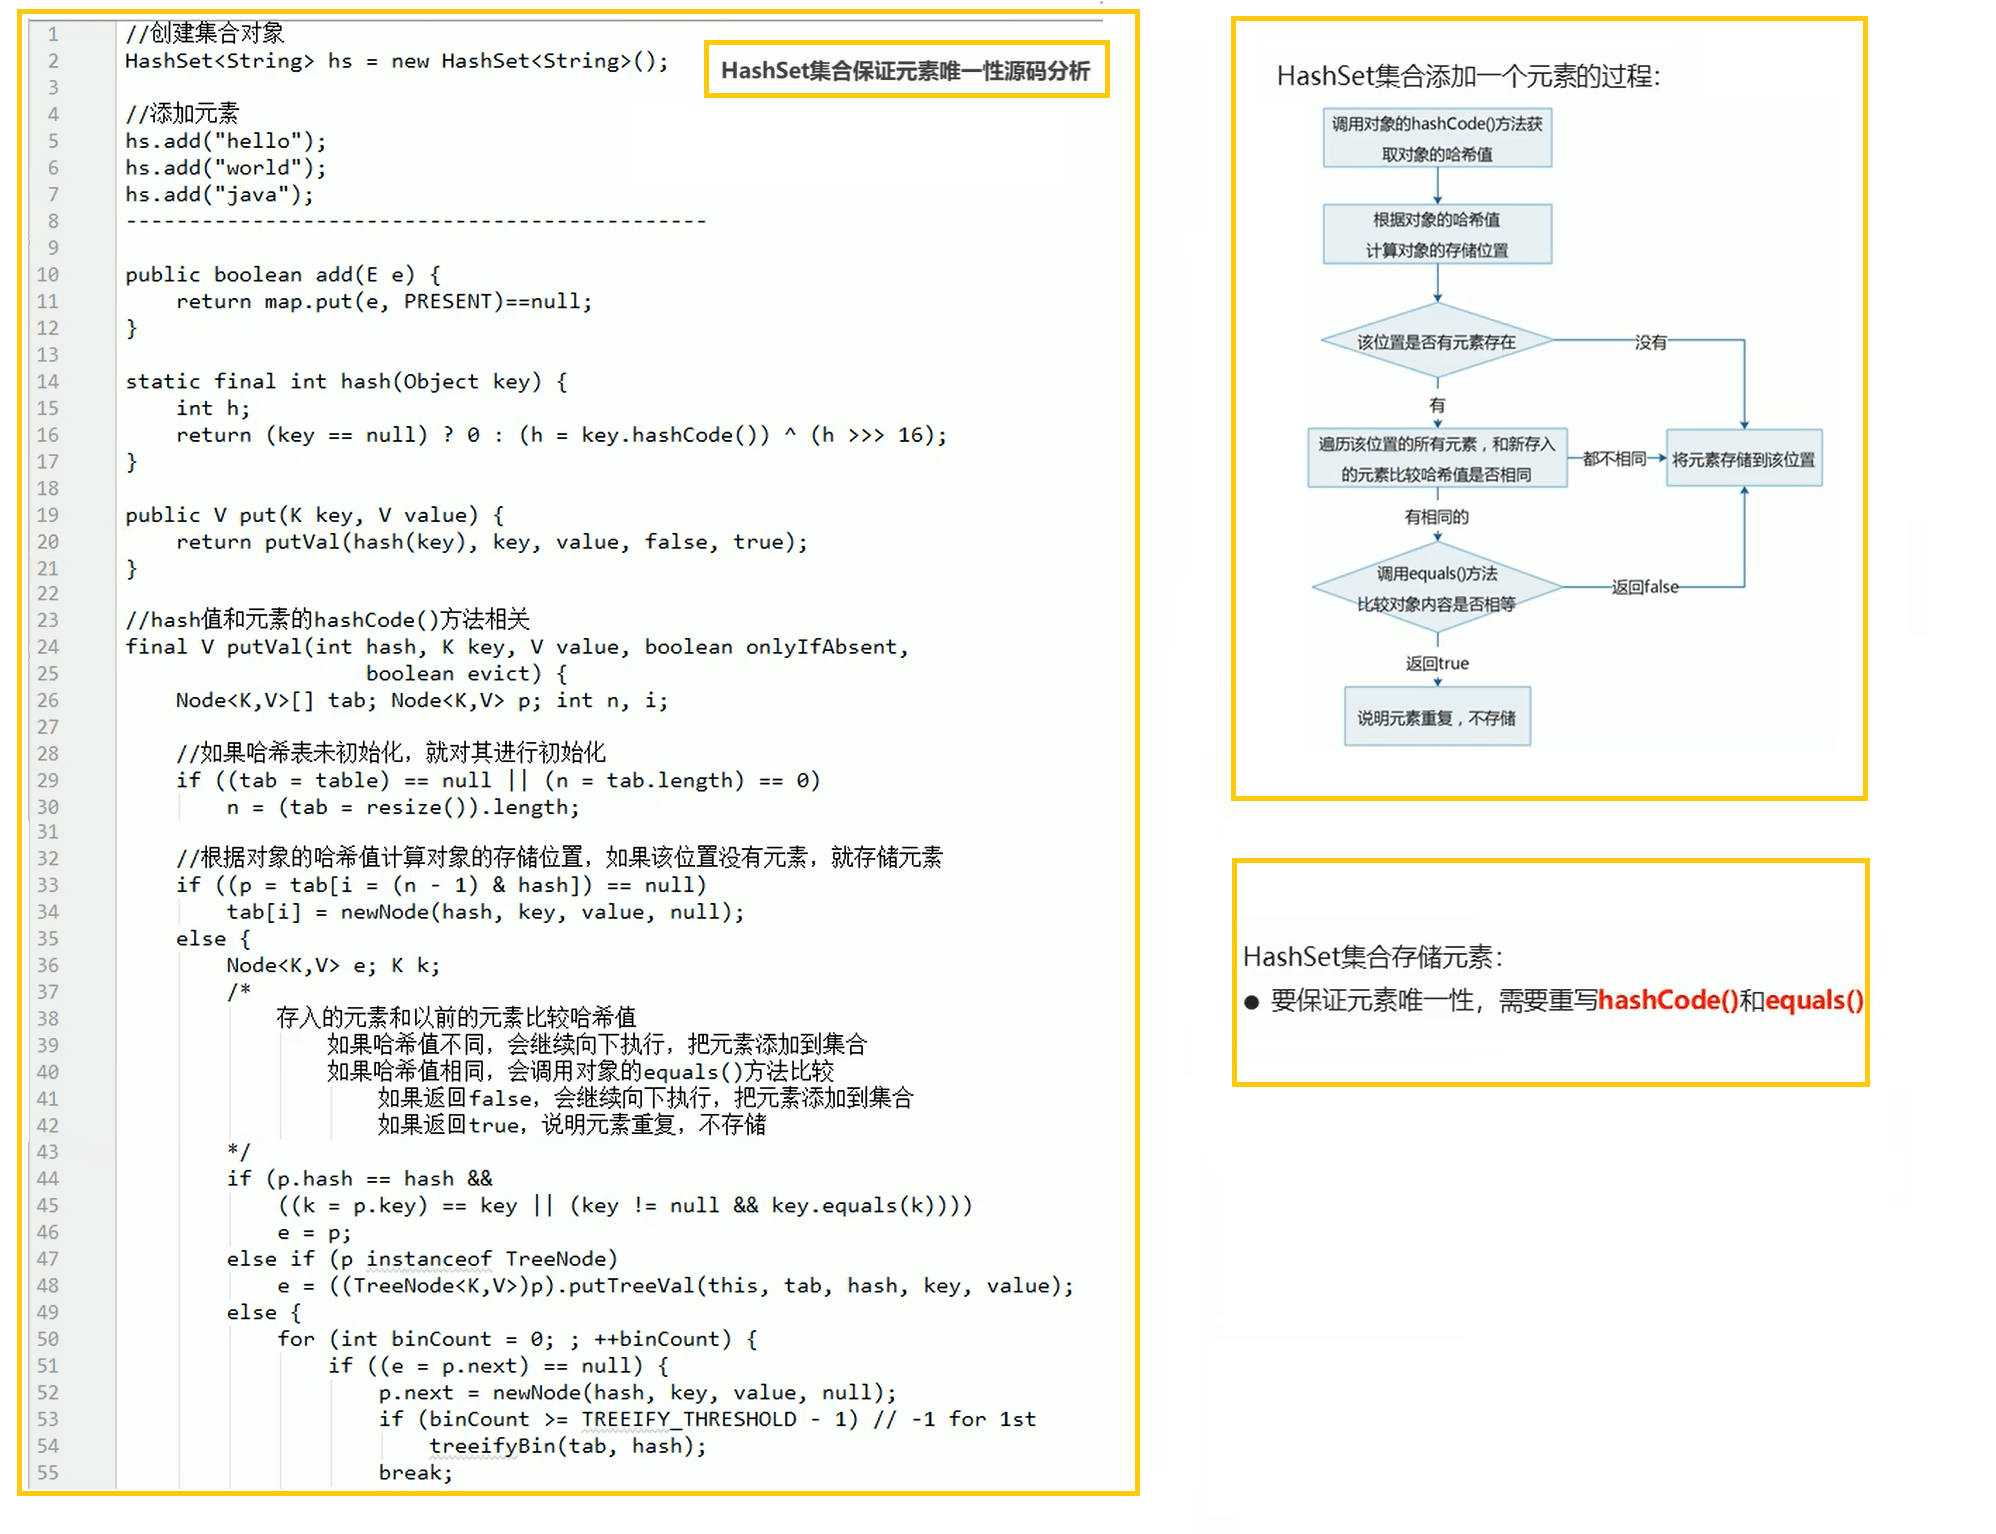 1 //创建集合对象
2 HashSet<String> hs = new HashSet<String>();
HashSet集合保证元素唯一性源码分析
3
4 //添加元素
5 hs.add("hello");
6 hs.add("world");
7 hs.add("java");
8 ----------------------------------------------
9
10 public boolean add(E e) {
11     return map.put(e, PRESENT)==null;
12 }
13
14 static final int hash(Object key) {
15     int h;
16     return (key == null) ? 0 : (h = key.hashCode()) ^ (h >>> 16);
17 }
18
19 public V put(K key, V value) {
20     return putVal(hash(key), key, value, false, true);
21 }
22
23 //hash值和元素的hashCode()方法相关
24 final V putVal(int hash, K key, V value, boolean onlyIfAbsent,
25                    boolean evict) {
26     Node<K,V>[] tab; Node<K,V> p; int n, i;
27
28     //如果哈希表未初始化，就对其进行初始化
29     if ((tab = table) == null || (n = tab.length) == 0)
30         n = (tab = resize()).length;
31
32     //根据对象的哈希值计算对象的存储位置，如果该位置没有元素，就存储元素
33     if ((p = tab[i = (n - 1) & hash]) == null)
34         tab[i] = newNode(hash, key, value, null);
35     else {
36         Node<K,V> e; K k;
37         /*
38             存入的元素和以前的元素比较哈希值
39                 如果哈希值不同，会继续向下执行，把元素添加到集合
40                 如果哈希值相同，会调用对象的equals()方法比较
41                     如果返回false，会继续向下执行，把元素添加到集合
42                     如果返回true，说明元素重复，不存储
43         */
44         if (p.hash == hash &&
45             ((k = p.key) == key || (key != null && key.equals(k))))
46             e = p;
47         else if (p instanceof TreeNode)
48             e = ((TreeNode<K,V>)p).putTreeVal(this, tab, hash, key, value);
49         else {
50             for (int binCount = 0; ; ++binCount) {
51                 if ((e = p.next) == null) {
52                     p.next = newNode(hash, key, value, null);
53                     if (binCount >= TREEIFY_THRESHOLD - 1) // -1 for 1st
54                         treeifyBin(tab, hash);
55                     break;
HashSet集合添加一个元素的过程：
调用对象的hashCode()方法获
取对象的哈希值
根据对象的哈希值
计算对象的存储位置
该位置是否有元素存在
没有
有
遍历该位置的所有元素，和新存入
的元素比较哈希值是否相同
都不相同
将元素存储到该位置
有相同的
调用equals()方法
比较对象内容是否相等
返回false
返回true
说明元素重复，不存储
HashSet集合存储元素：
● 要保证元素唯一性，需要重写hashCode()和equals()